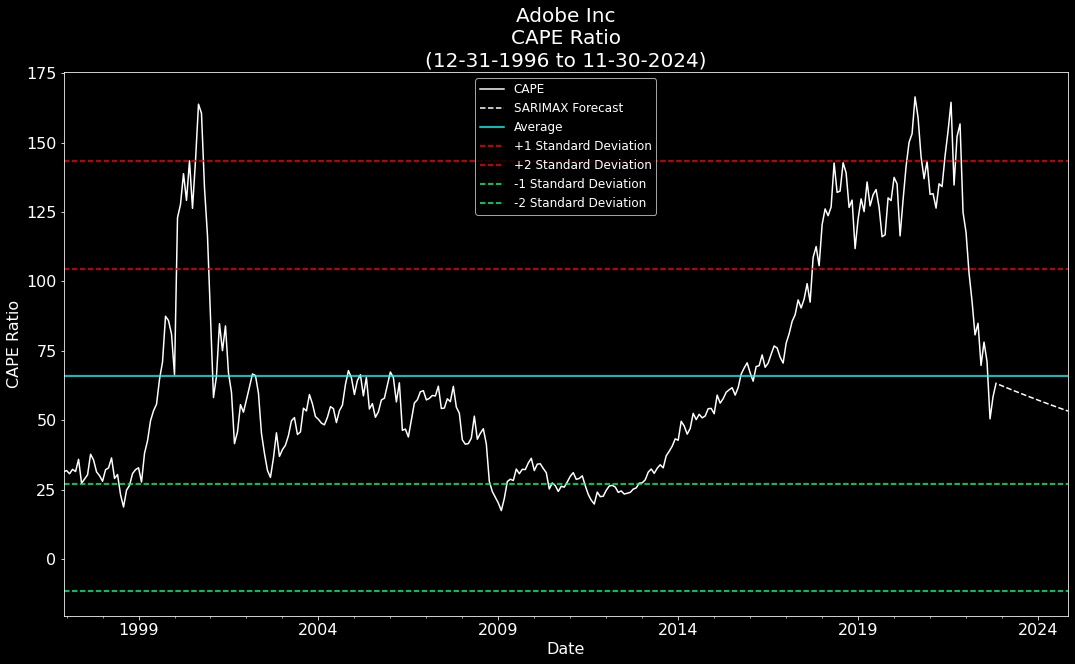 Adobe Inc
CAPE Ratio
(12-31-1996 to 11-30-2024)
CAPE
SARIMAX Forecast
Average
+1 Standard Deviation
+2 Standard Deviation
-1 Standard Deviation
-2 Standard Deviation
CAPE Ratio
175
150
125
100
75
50
25
0
1999 2004 2009 2014 2019 2024
Date